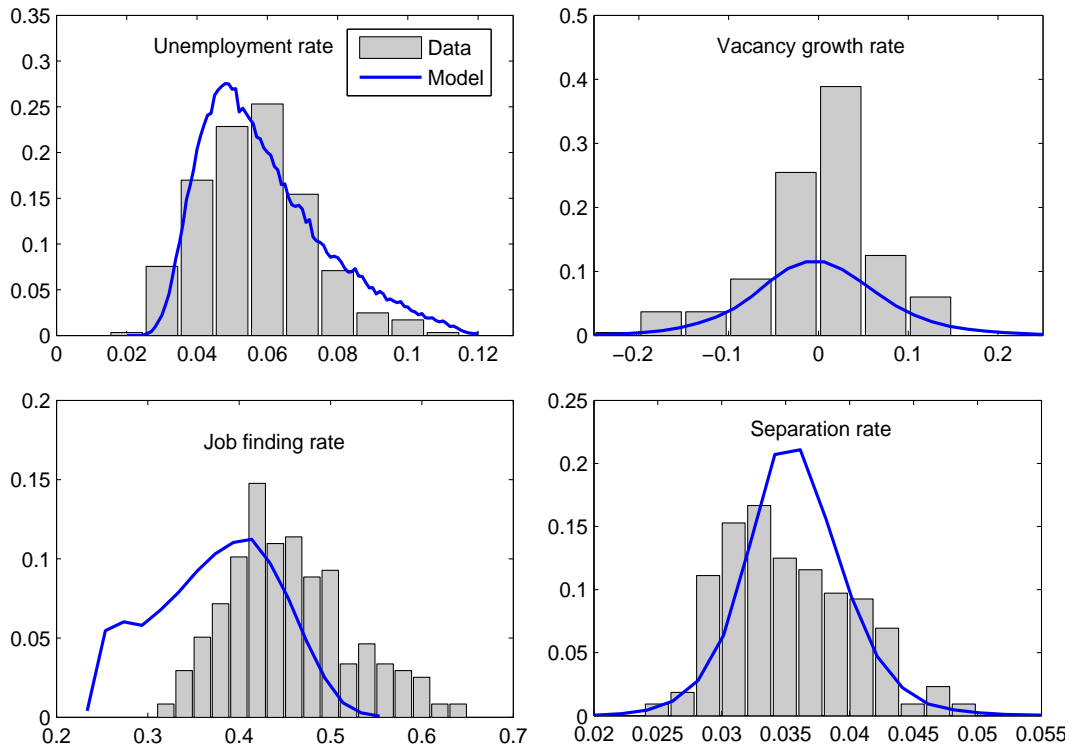 Unemployment rate
Data
Model
0.35
0.3
0.25
0.2
0.15
0.1
0.05
0
0 0.02 0.04 0.06 0.08 0.1 0.12
Vacancy growth rate
0.5
0.4
0.3
0.2
0.1
0
−0.2 −0.1 0 0.1 0.2
Job finding rate
0.2
0.15
0.1
0.05
0
0.2 0.3 0.4 0.5 0.6 0.7
Separation rate
0.25
0.2
0.15
0.1
0.05
0
0.02 0.025 0.03 0.035 0.04 0.045 0.05 0.055